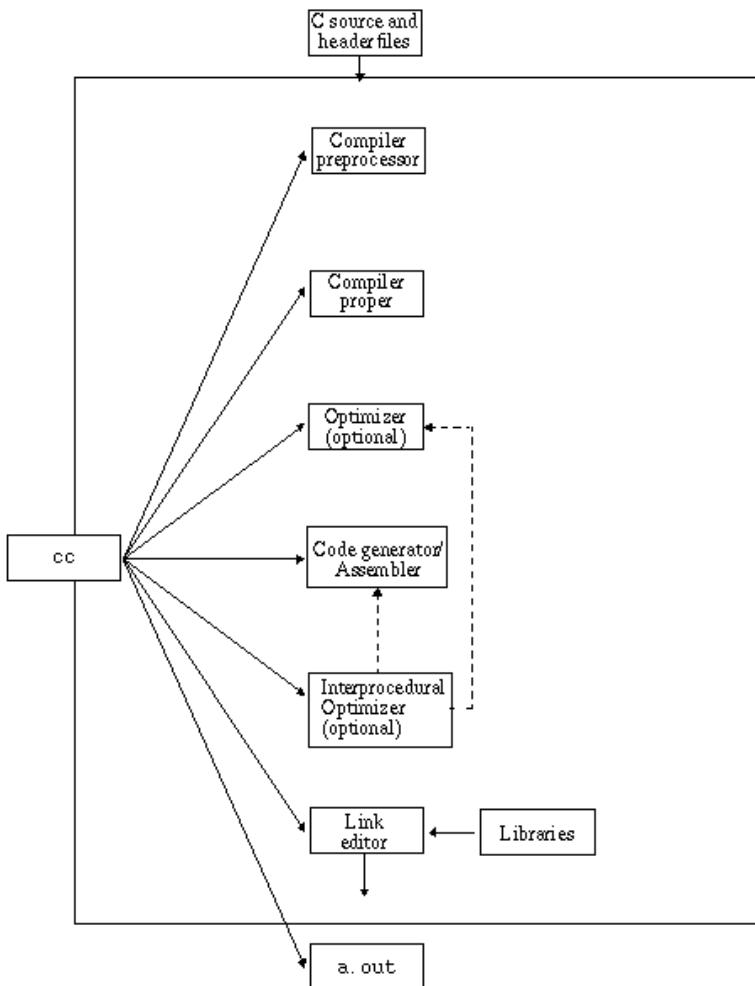 C source and
header files
Compiler
preprocessor
Compiler
proper
Optimizer
(optional)
cc
Code generator/
Assembler
Interprocedural
Optimizer
(optional)
Link
editor
Libraries
a.out